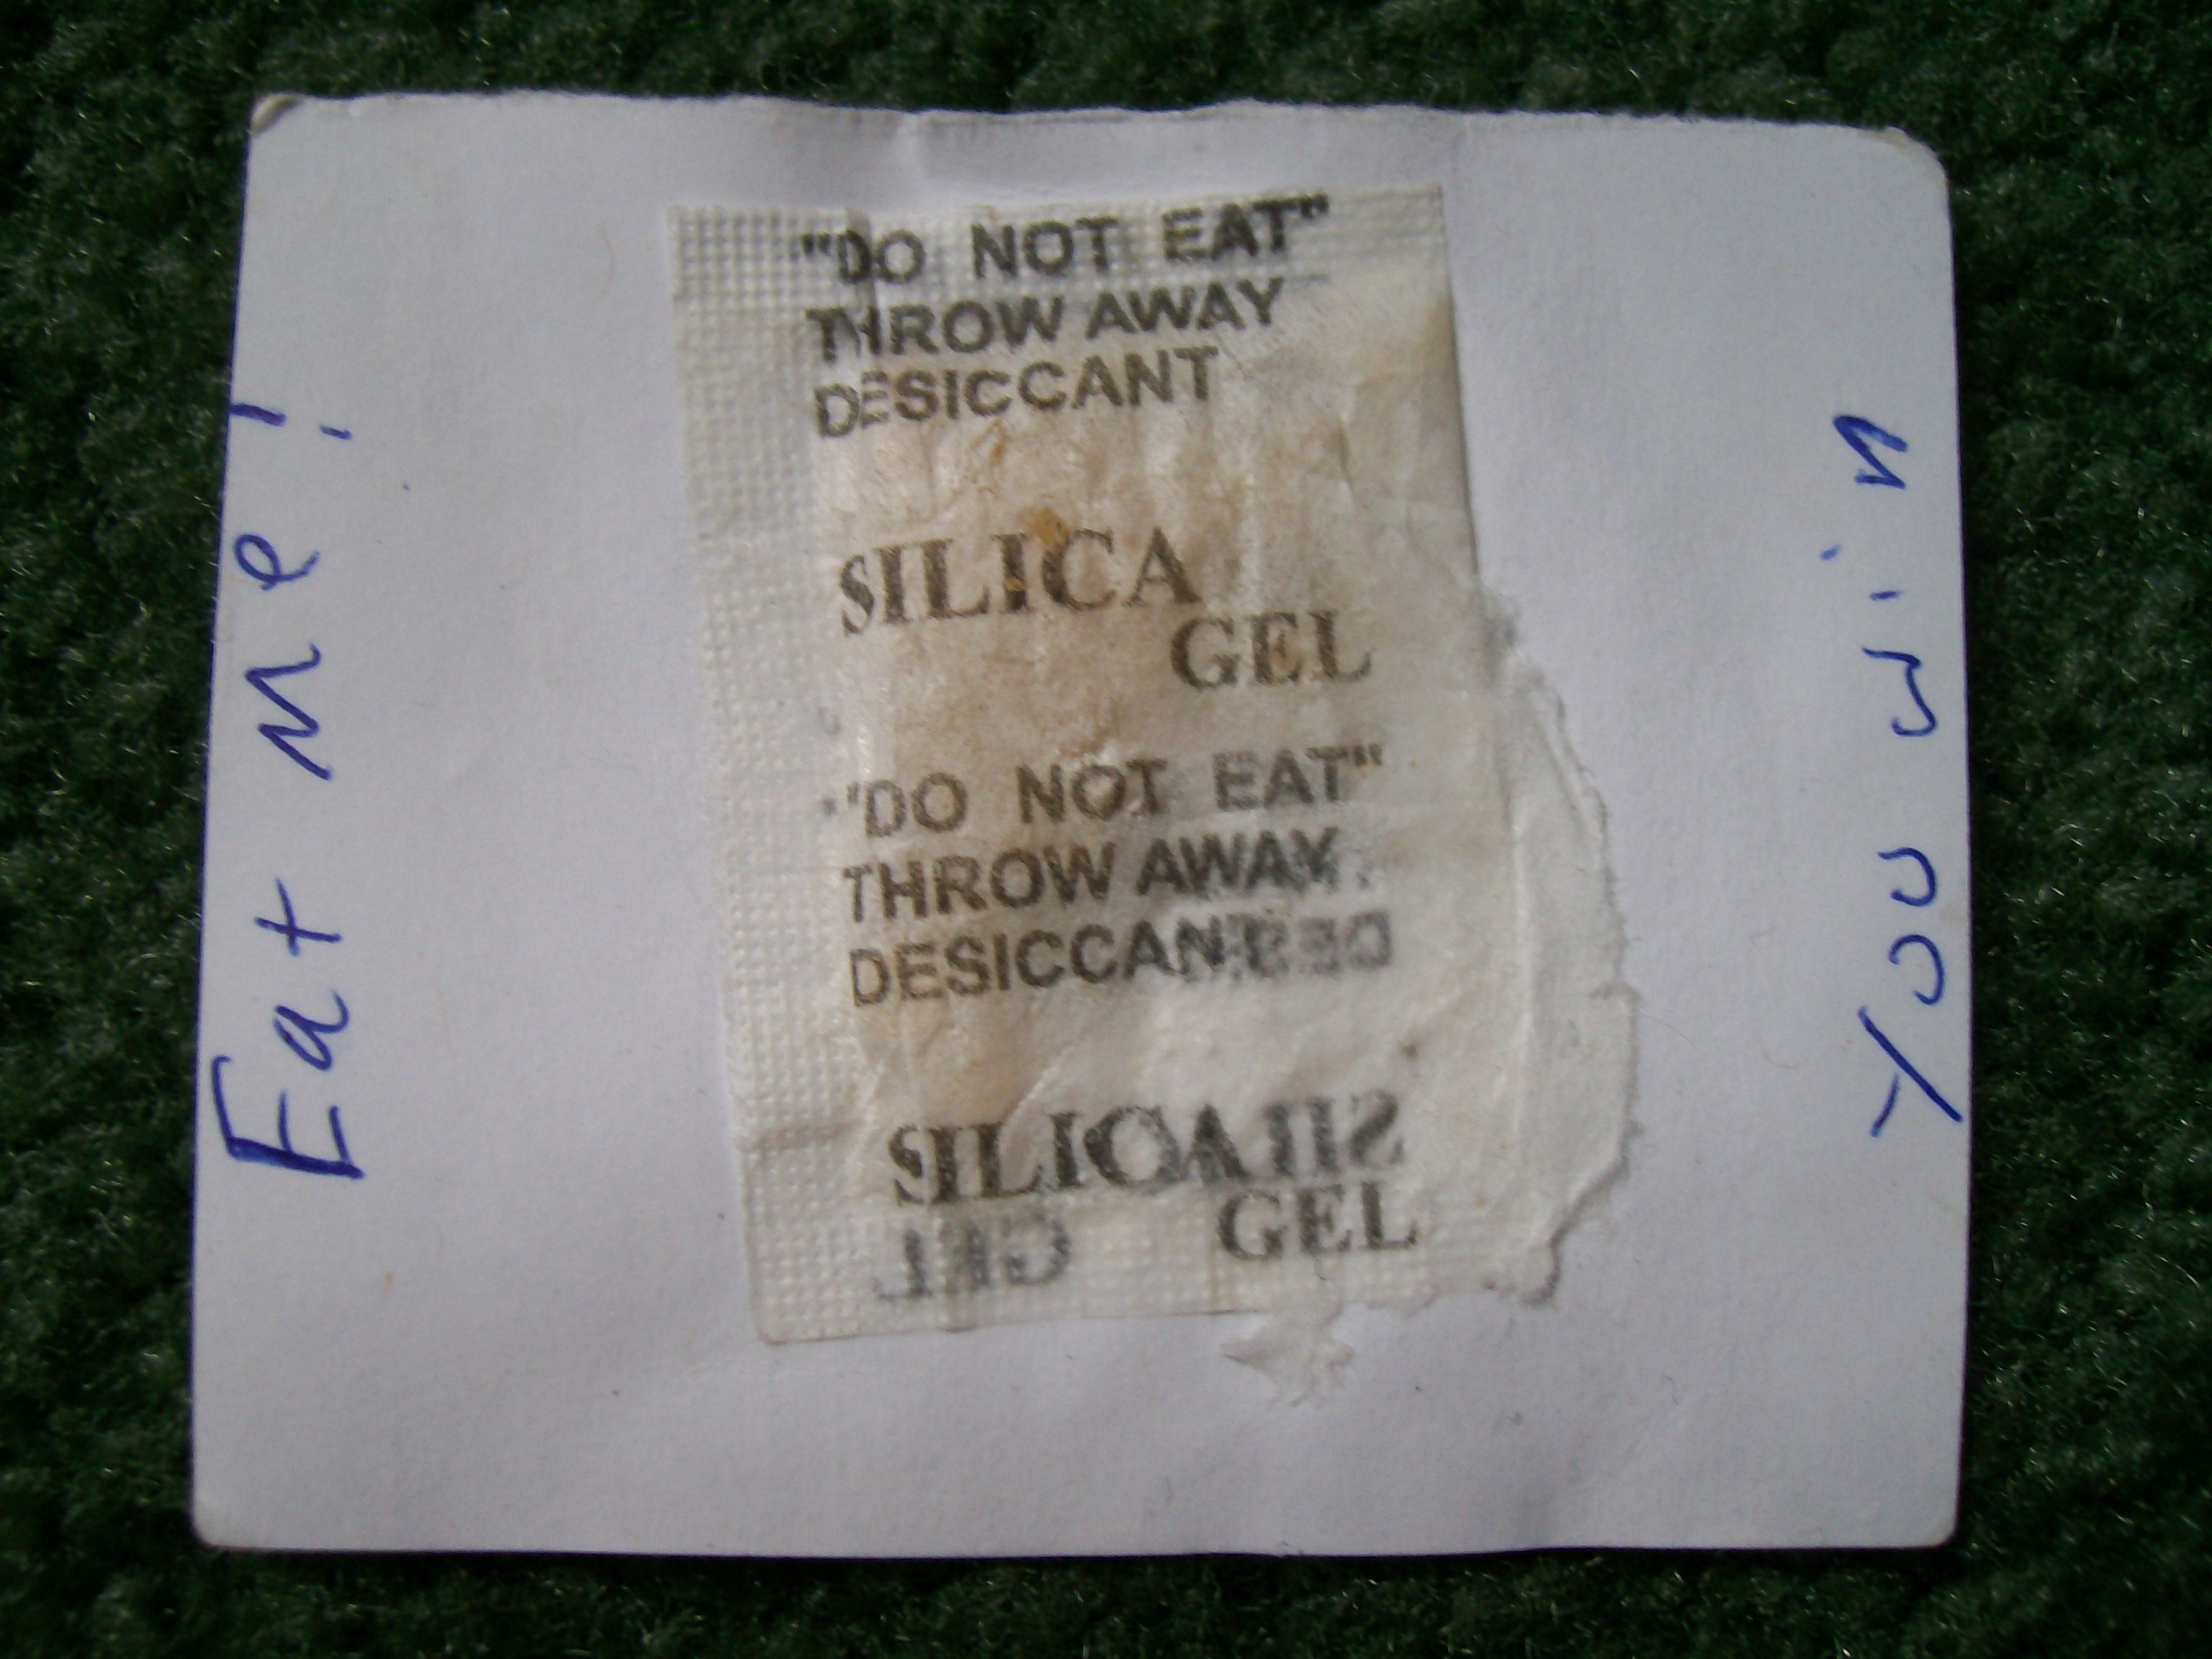 Eat Me!
"DO NOT EAT"
THROW AWAY
DESICCANT
SILICA
GEL
"DO NOT EAT"
THROW AWAY
DESICCANT
SILICA
GEL
You win